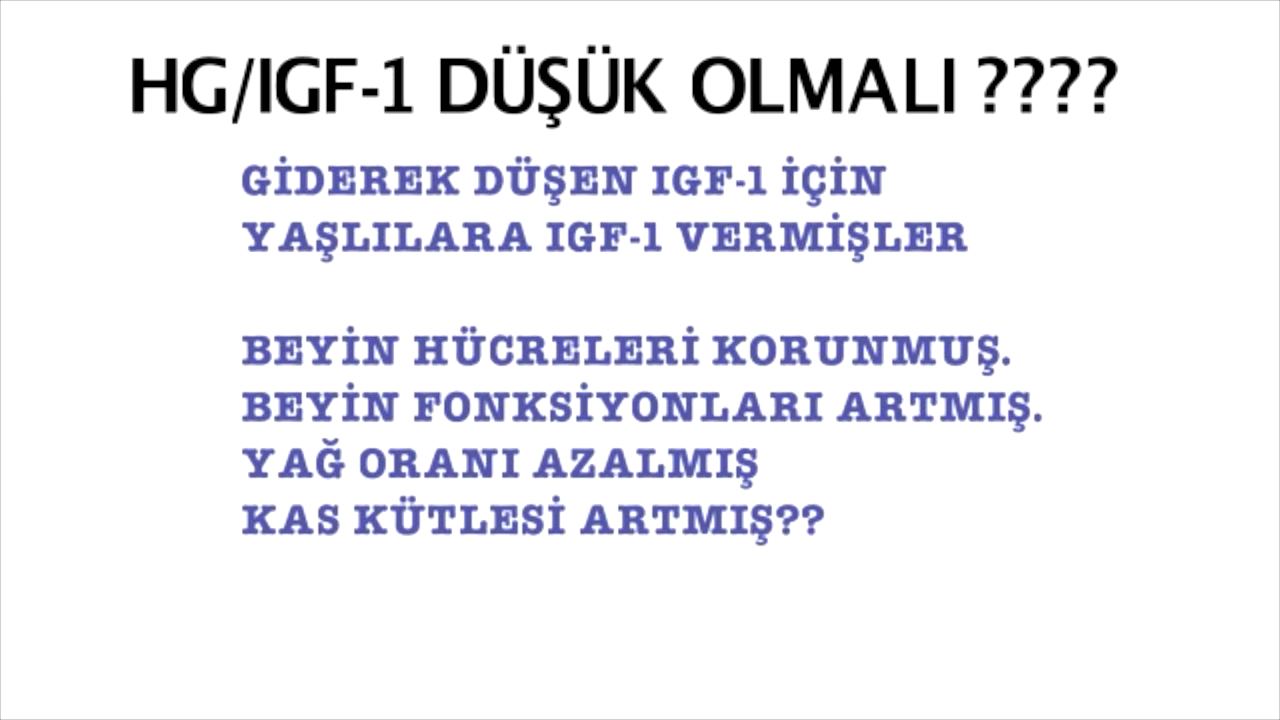 HG/IGF-1 DÜŞÜK OLMALI ????
GİDEREK DÜŞEN IGF-1 İÇİN
YAŞLILARA IGF-1 VERMİŞLER
BEYİN HÜCRELERİ KORUNMUŞ.
BEYİN FONKSİYONLARI ARTMIŞ.
YAĞ ORANI AZALMIŞ
KAS KÜTLESİ ARTMIŞ??